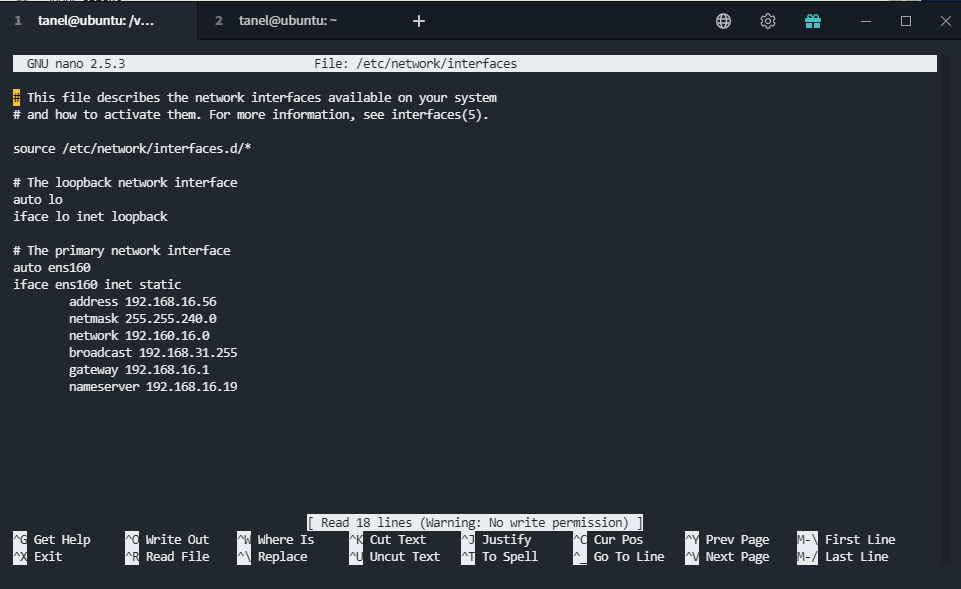 1 tanel@ubuntu: /v... 2 tanel@ubuntu: ~ +
GNU nano 2.5.3 File: /etc/network/interfaces
# This file describes the network interfaces available on your system
# and how to activate them. For more information, see interfaces(5).
source /etc/network/interfaces.d/*
# The loopback network interface
auto lo
iface lo inet loopback
# The primary network interface
auto ens160
iface ens160 inet static
address 192.168.16.56
netmask 255.255.240.0
network 192.160.16.0
broadcast 192.168.31.255
gateway 192.168.16.1
nameserver 192.168.16.19
[ Read 18 lines (Warning: No write permission) ]
^G Get Help ^O Write Out ^W Where Is ^K Cut Text ^J Justify ^C Cur Pos ^Y Prev Page M-\ First Line
^X Exit ^R Read File ^\ Replace ^U Uncut Text ^T To Spell ^_ Go To Line ^V Next Page M-/ Last Line